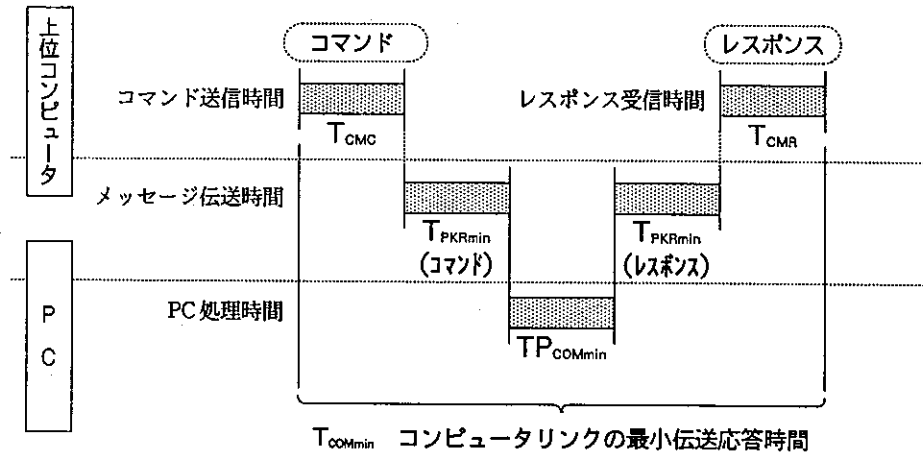 上位コンピュータ
コマンド
レスポンス
コマンド送信時間
レスポンス受信時間
TCMC
TCMR
メッセージ伝送時間
TPKRmin
(コマンド)
TPKRmin
(レスポンス)
PC
PC処理時間
TPCOMmin
TCOMmin コンピュータリンクの最小伝送応答時間